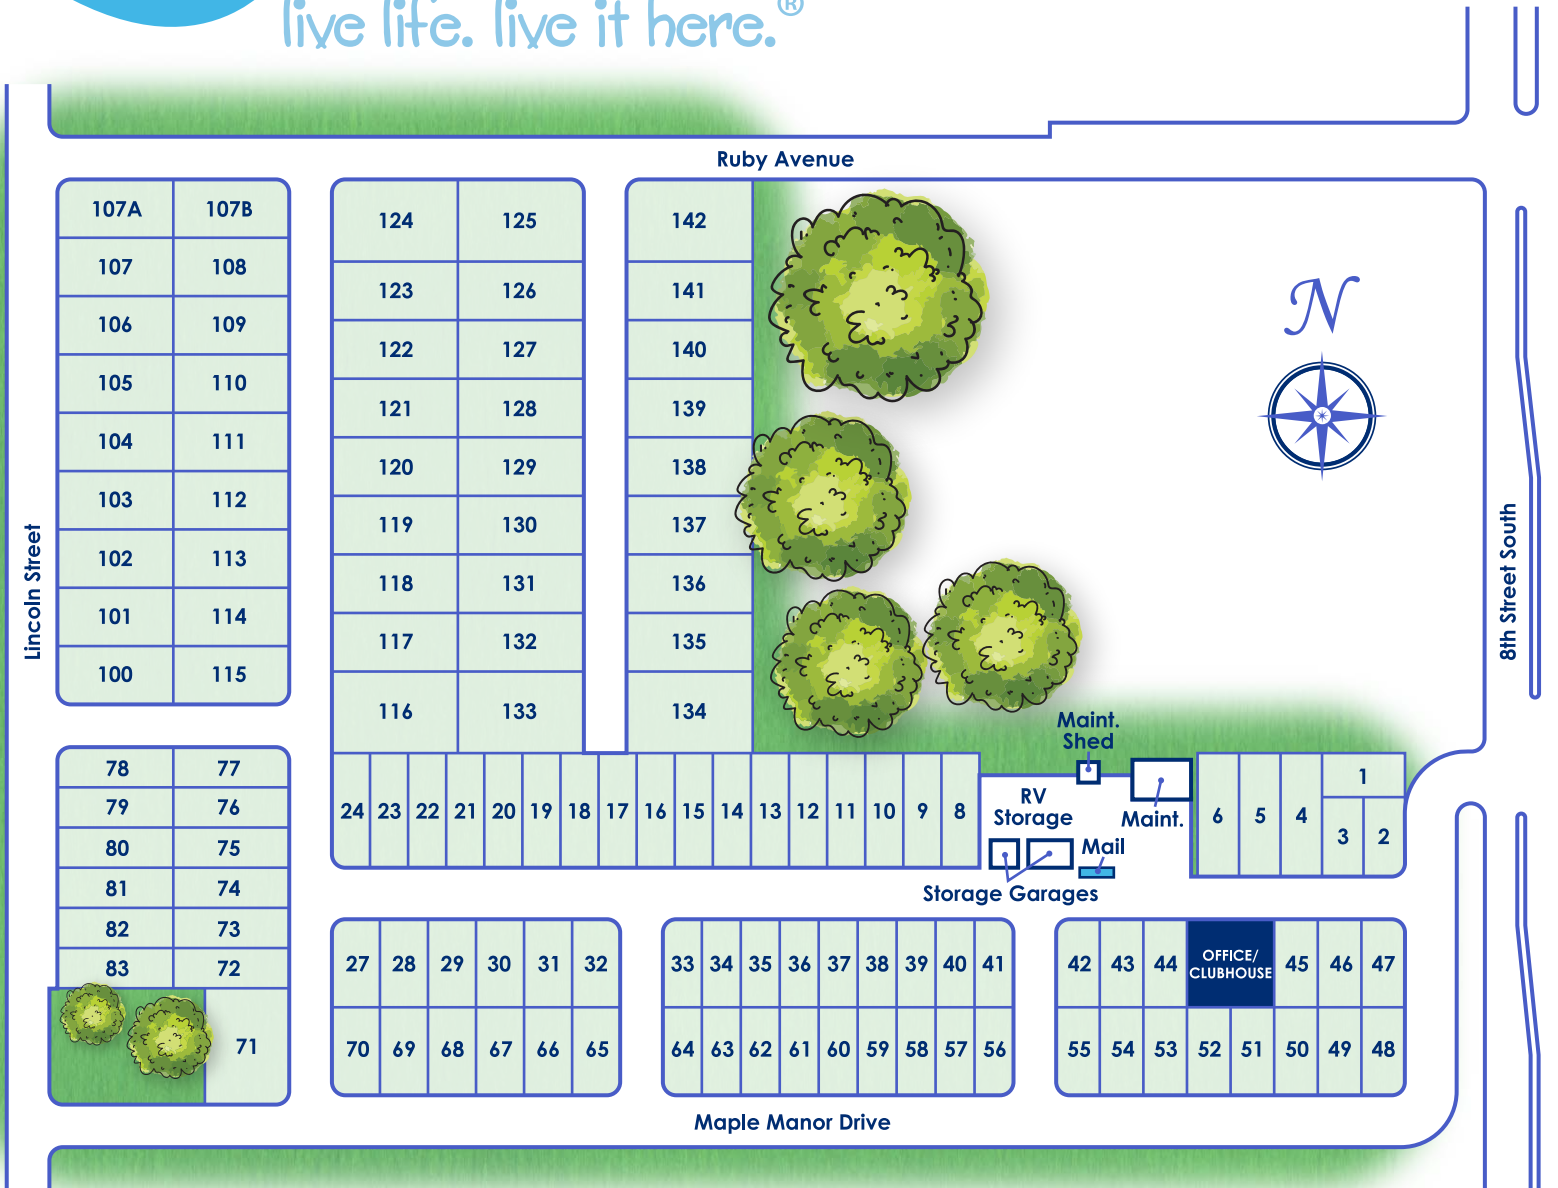 live life. live it here.®
Ruby Avenue
107A 107B
107 108
106 109
105 110
104 111
103 112
102 113
101 114
100 115
124 125
123 126
122 127
121 128
120 129
119 130
118 131
117 132
116 133
142
141
140
139
138
137
136
135
134
N
Lincoln Street
8th Street South
78 77
79 76
80 75
81 74
82 73
83 72
71
24 23 22 21 20 19 18 17 16 15 14 13 12 11 10 9 8
Maint.
Shed
RV
Storage
Maint.
Mail
Storage Garages
6 5 4
1
3 2
27 28 29 30 31 32
70 69 68 67 66 65
33 34 35 36 37 38 39 40 41
64 63 62 61 60 59 58 57 56
42 43 44
OFFICE/
CLUBHOUSE
45 46 47
55 54 53 52 51 50 49 48
Maple Manor Drive